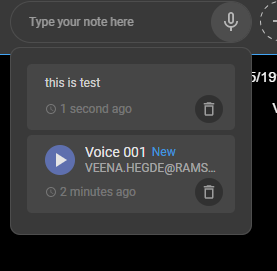 Type your note here
this is test
1 second ago
5/19
Voice 001 New
VEENA.HEGDE@RAMS...
2 minutes ago